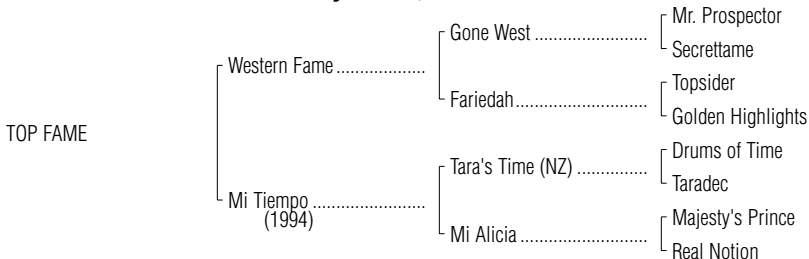 Mr. Prospector
Gone West ........................
Secrettame
Western Fame ...................
Topsider
Fariedah............................
Golden Highlights
TOP FAME
Drums of Time
Tara's Time (NZ) ...............
Taradec
Mi Tiempo ........................
(1994)
Majesty's Prince
Mi Alicia ...........................
Real Notion